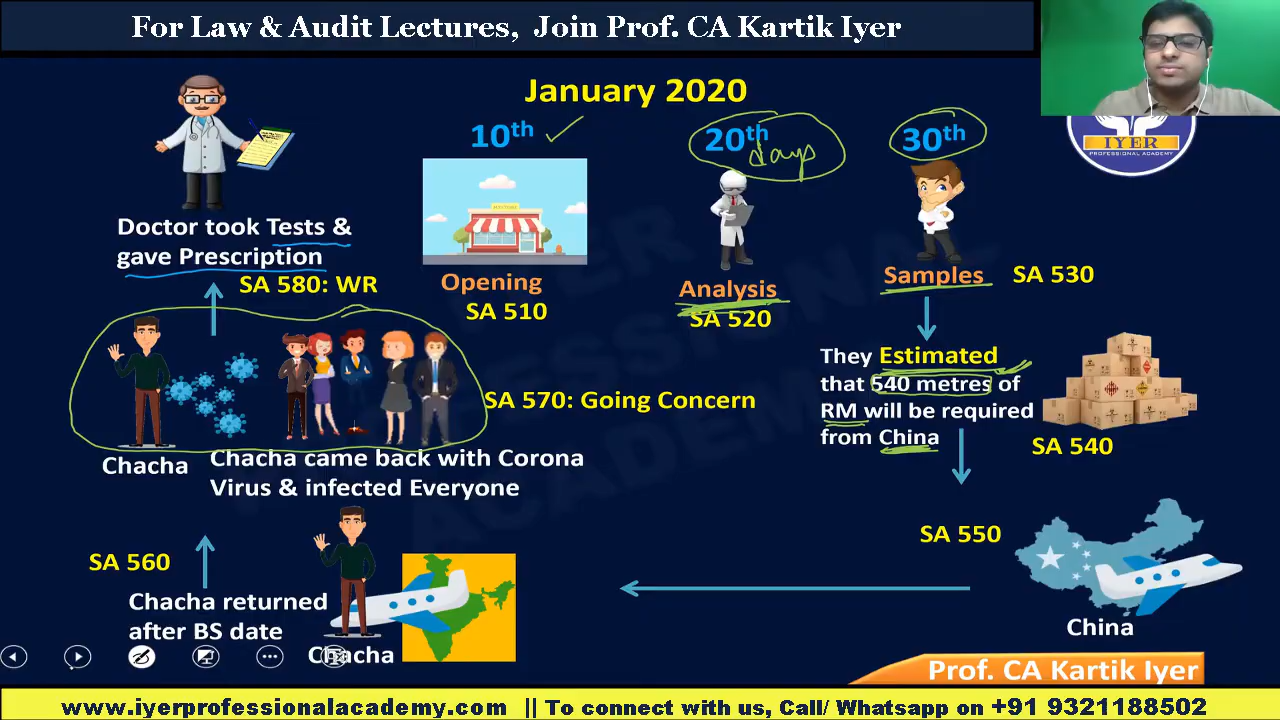 For Law & Audit Lectures, Join Prof. CA Kartik Iyer
January 2020
10th
20th
days
30th
IYER
PROFESSIONAL ACADEMY
Doctor took Tests &
gave Prescription
SA 580: WR
Opening
SA 510
Analysis
SA 520
Samples
SA 530
They Estimated
that 540 metres of
RM will be required
from China
SA 540
SA 570: Going Concern
Chacha
Chacha came back with Corona
Virus & infected Everyone
SA 550
SA 560
Chacha returned
after BS date
Chacha
China
Prof. CA Kartik Iyer
www.iyerprofessionalacademy.com || To connect with us, Call/ Whatsapp on +91 9321188502